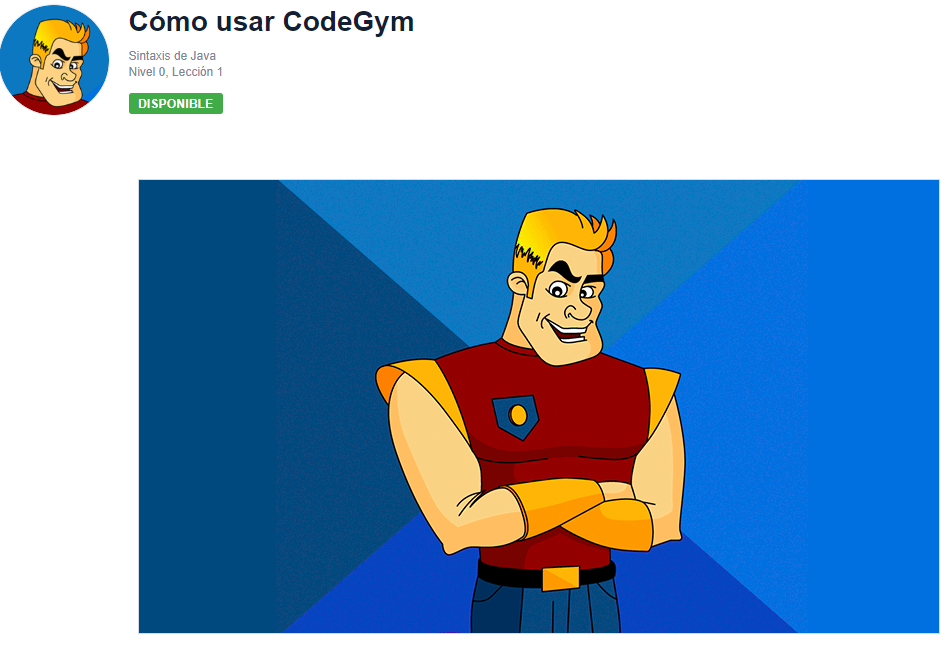 Cómo usar CodeGym
Sintaxis de Java
Nivel 0, Lección 1
DISPONIBLE